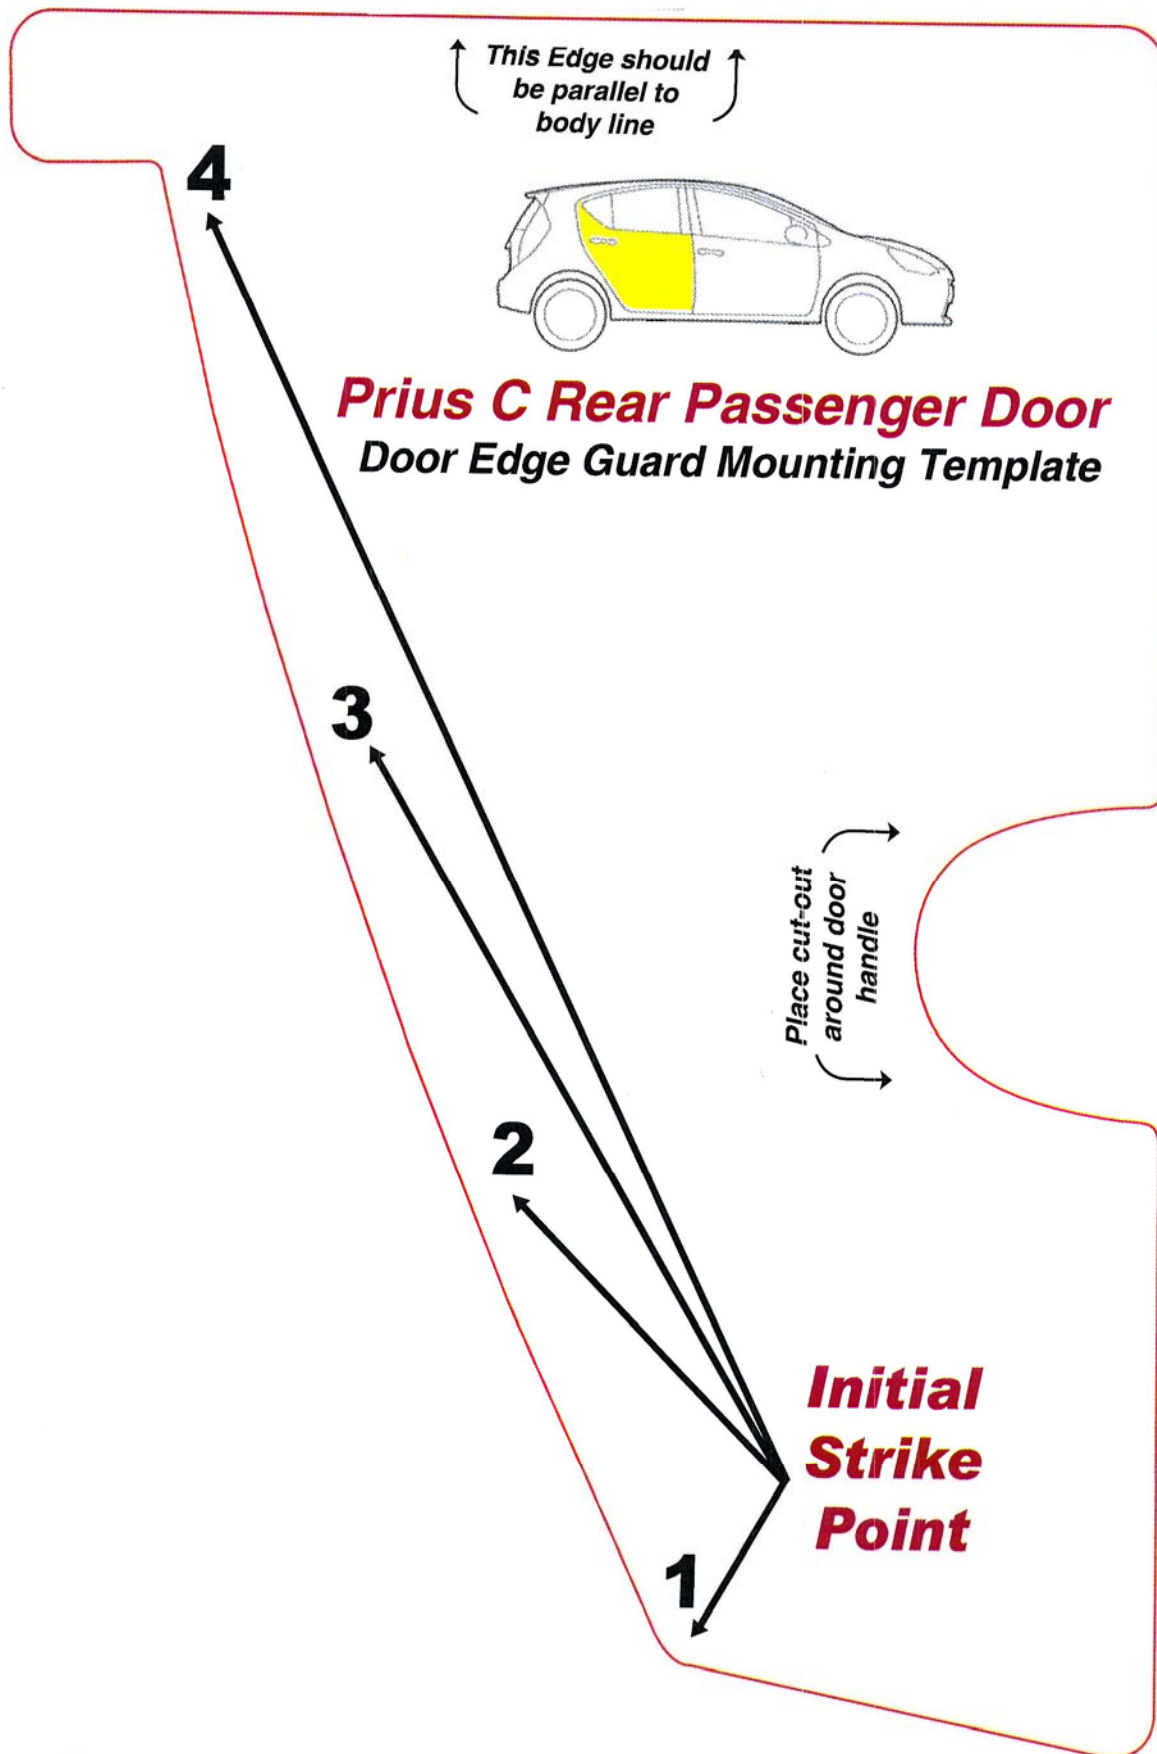 This Edge should
be parallel to
body line
4
Prius C Rear Passenger Door
Door Edge Guard Mounting Template
3
Place cut-out
around door
handle
2
Initial
Strike
Point
1